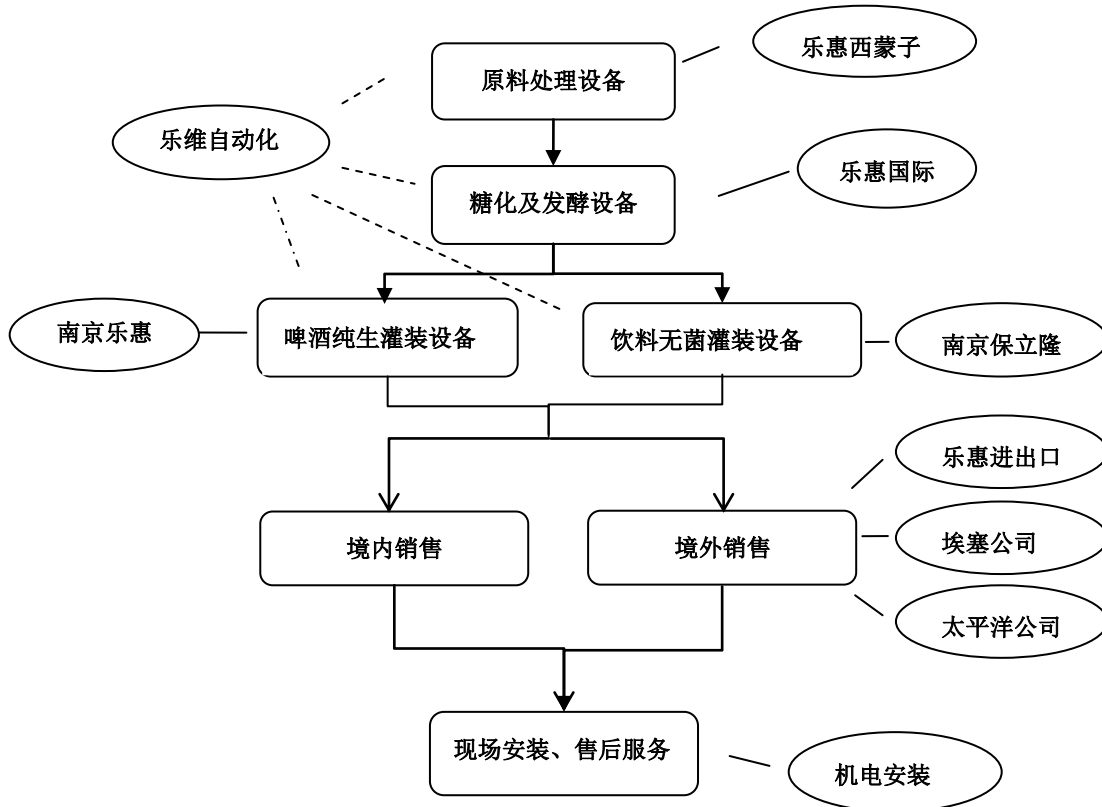 乐惠西蒙子
原料处理设备
乐维自动化
乐惠国际
糖化及发酵设备
南京乐惠
啤酒纯生灌装设备
饮料无菌灌装设备
南京保立隆
乐惠进出口
境内销售
境外销售
埃塞公司
太平洋公司
现场安装、售后服务
机电安装